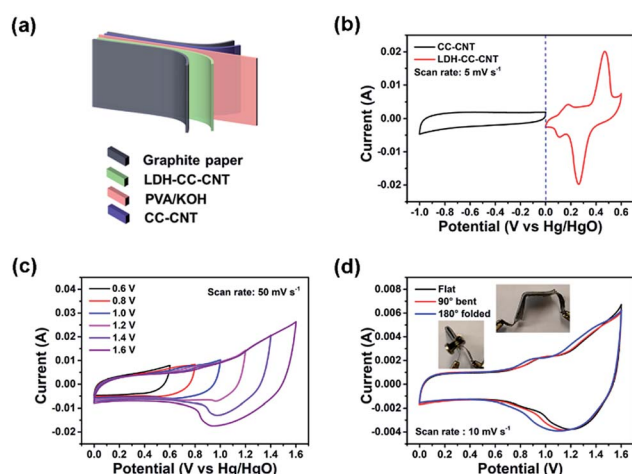 (a)
Graphite paper
LDH-CC-CNT
PVA/KOH
CC-CNT
(b)
CC-CNT
LDH-CC-CNT
Scan rate: 5 mV s⁻¹
Current (A)
0.02
0.01
0.00
-0.01
-0.02
-1.0 -0.8 -0.6 -0.4 -0.2 0.0 0.2 0.4 0.6
Potential (V vs Hg/HgO)
(c)
0.6 V
0.8 V
1.0 V
1.2 V
1.4 V
1.6 V
Scan rate: 50 mV s⁻¹
Current (A)
0.04
0.03
0.02
0.01
0.00
-0.01
-0.02
0.0 0.2 0.4 0.6 0.8 1.0 1.2 1.4 1.6
Potential (V vs Hg/HgO)
(d)
Flat
90° bent
180° folded
Scan rate : 10 mV s⁻¹
Current (A)
0.008
0.006
0.004
0.002
0.000
-0.002
-0.004
0.0 0.2 0.4 0.6 0.8 1.0 1.2 1.4 1.6
Potential (V)